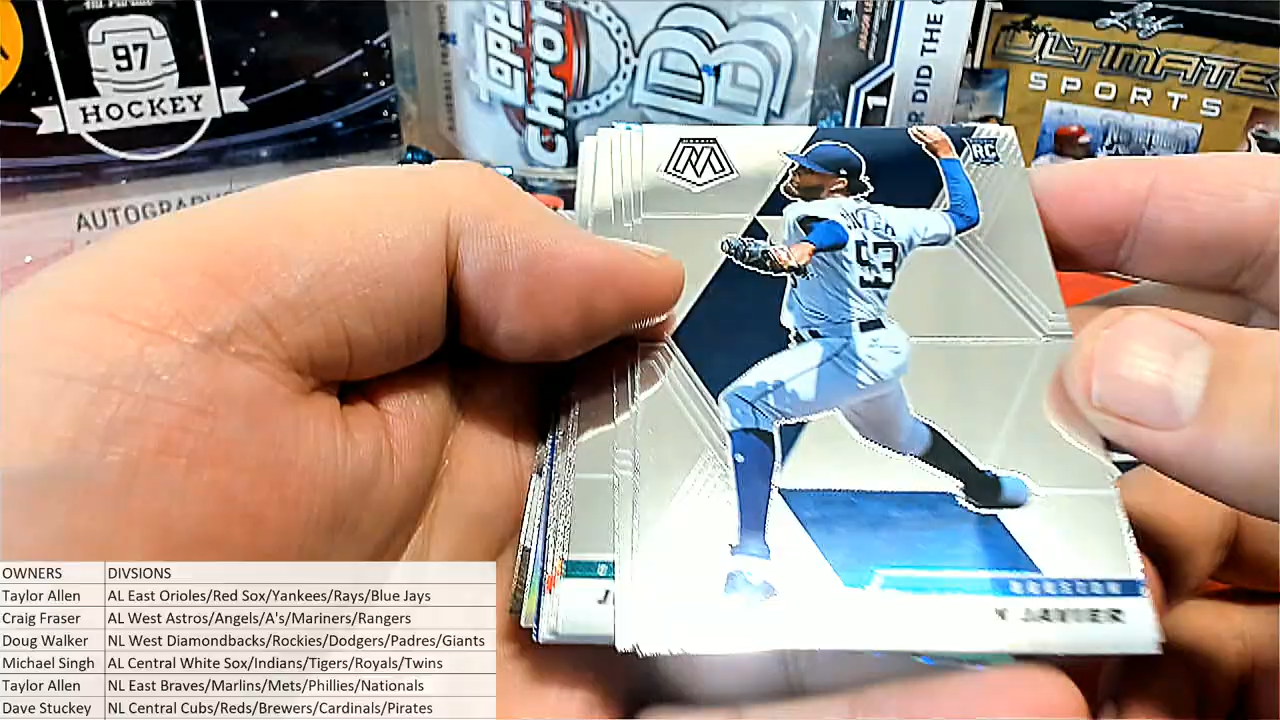 97
HOCKEY
AUTOGRAPH
Topps
Chrome
1
R DID THE
Leaf
ULTIMATE
SPORTS
RC
53
HOUSTON
JAVIER
OWNERS DIVSIONS
Taylor Allen AL East Orioles/Red Sox/Yankees/Rays/Blue Jays
Craig Fraser AL West Astros/Angels/A's/Mariners/Rangers
Doug Walker NL West Diamondbacks/Rockies/Dodgers/Padres/Giants
Michael Singh AL Central White Sox/Indians/Tigers/Royals/Twins
Taylor Allen NL East Braves/Marlins/Mets/Phillies/Nationals
Dave Stuckey NL Central Cubs/Reds/Brewers/Cardinals/Pirates